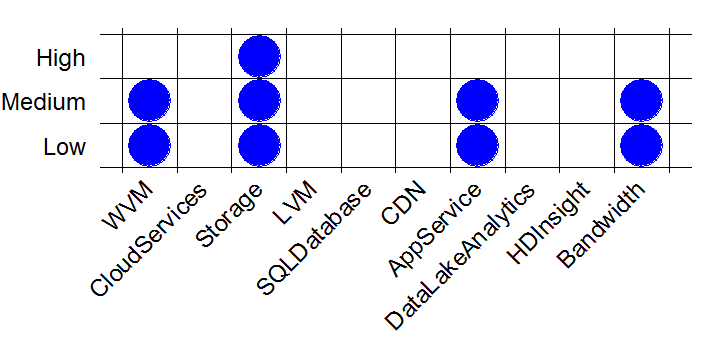 High
Medium
Low
WVM
CloudServices
Storage
LVM
SQLDatabase
CDN
AppService
DataLakeAnalytics
HDInsight
Bandwidth